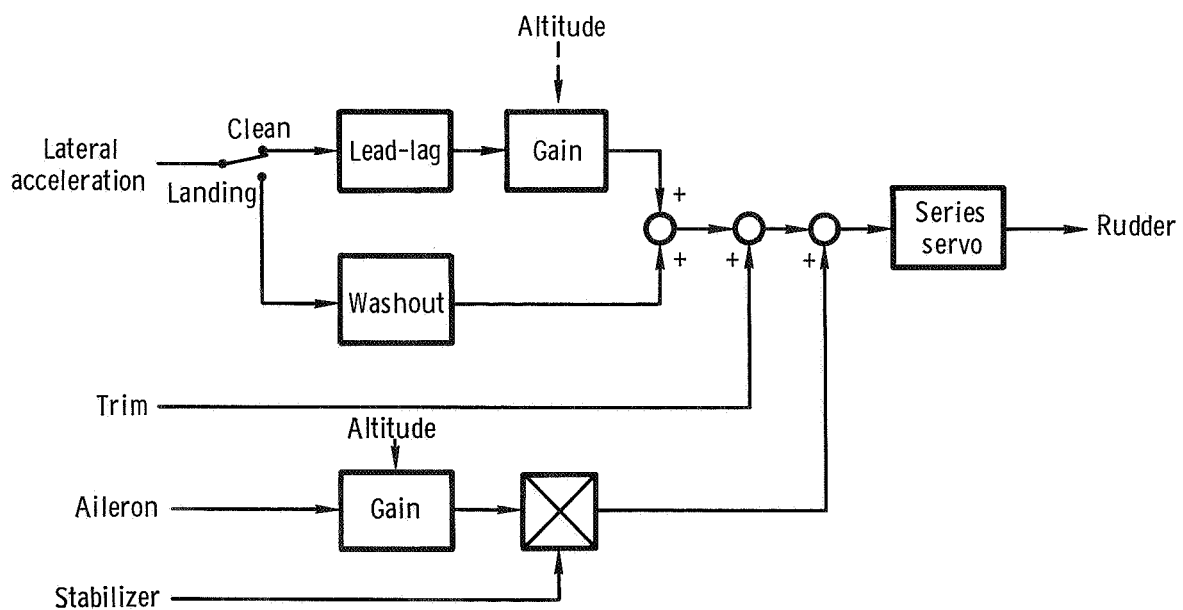 Altitude
Clean
Lateral
acceleration
Landing
Lead-lag
Gain
+
Series
servo
Rudder
+
+
+
Washout
Trim
Altitude
Aileron
Gain
Stabilizer